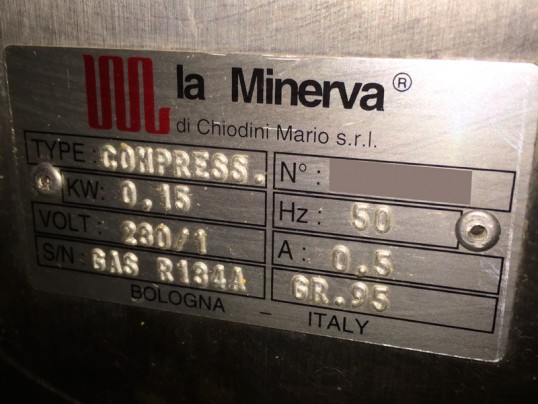 la Minerva®
di Chiodini Mario s.r.l.
TYPE: COMPRESS. N°:
KW: 0,15 Hz: 50
VOLT: 230/1 A: 0.5
S/N: GAS R134A GR.95
BOLOGNA – ITALY